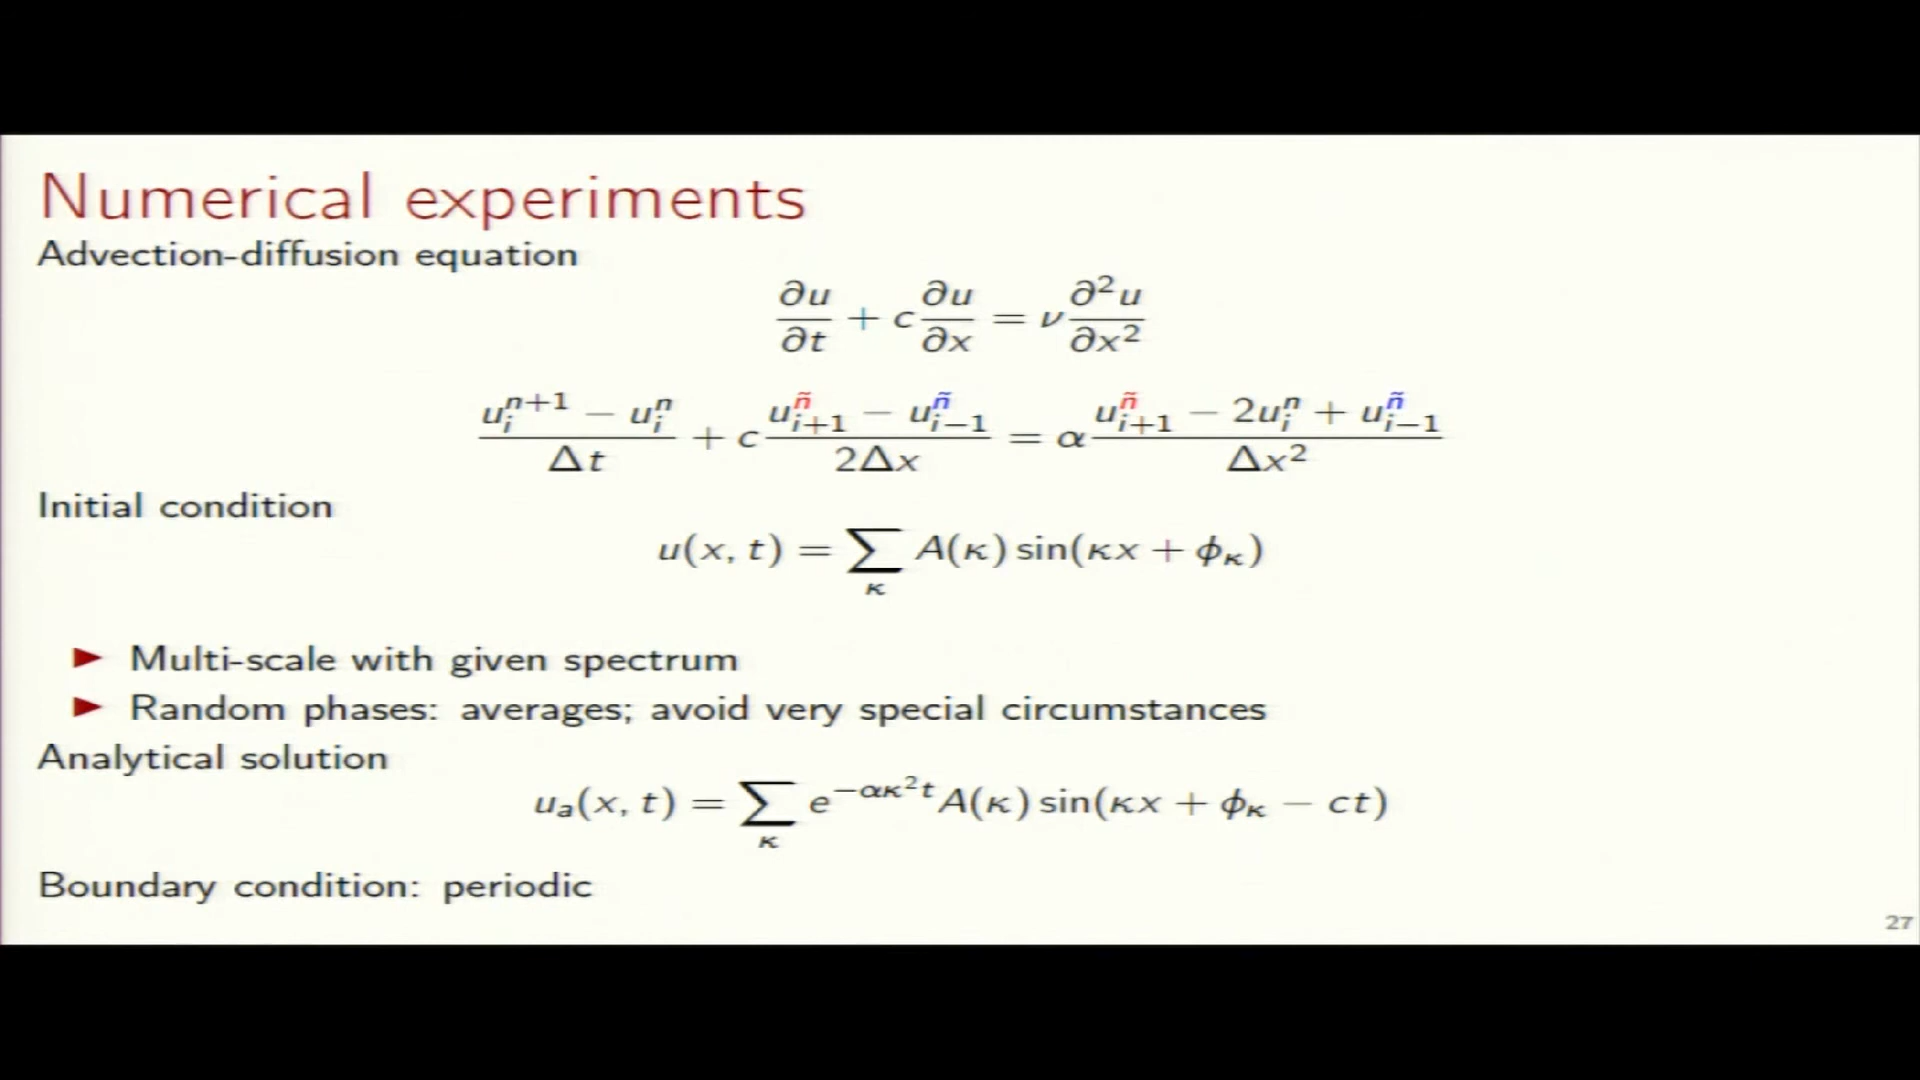 Numerical experiments
Advection-diffusion equation
∂u/∂t + c ∂u/∂x = ν ∂²u/∂x²
(u_i^{n+1} − u_i^n)/Δt + c (u_{i+1}^ñ − u_{i−1}^ñ)/(2Δx) = α (u_{i+1}^ñ − 2u_i^n + u_{i−1}^ñ)/Δx²
Initial condition
u(x, t) = ∑_κ A(κ) sin(κx + ϕ_κ)
▶ Multi-scale with given spectrum
▶ Random phases: averages; avoid very special circumstances
Analytical solution
u_a(x, t) = ∑_κ e^{−ακ²t} A(κ) sin(κx + ϕ_κ − ct)
Boundary condition: periodic
27